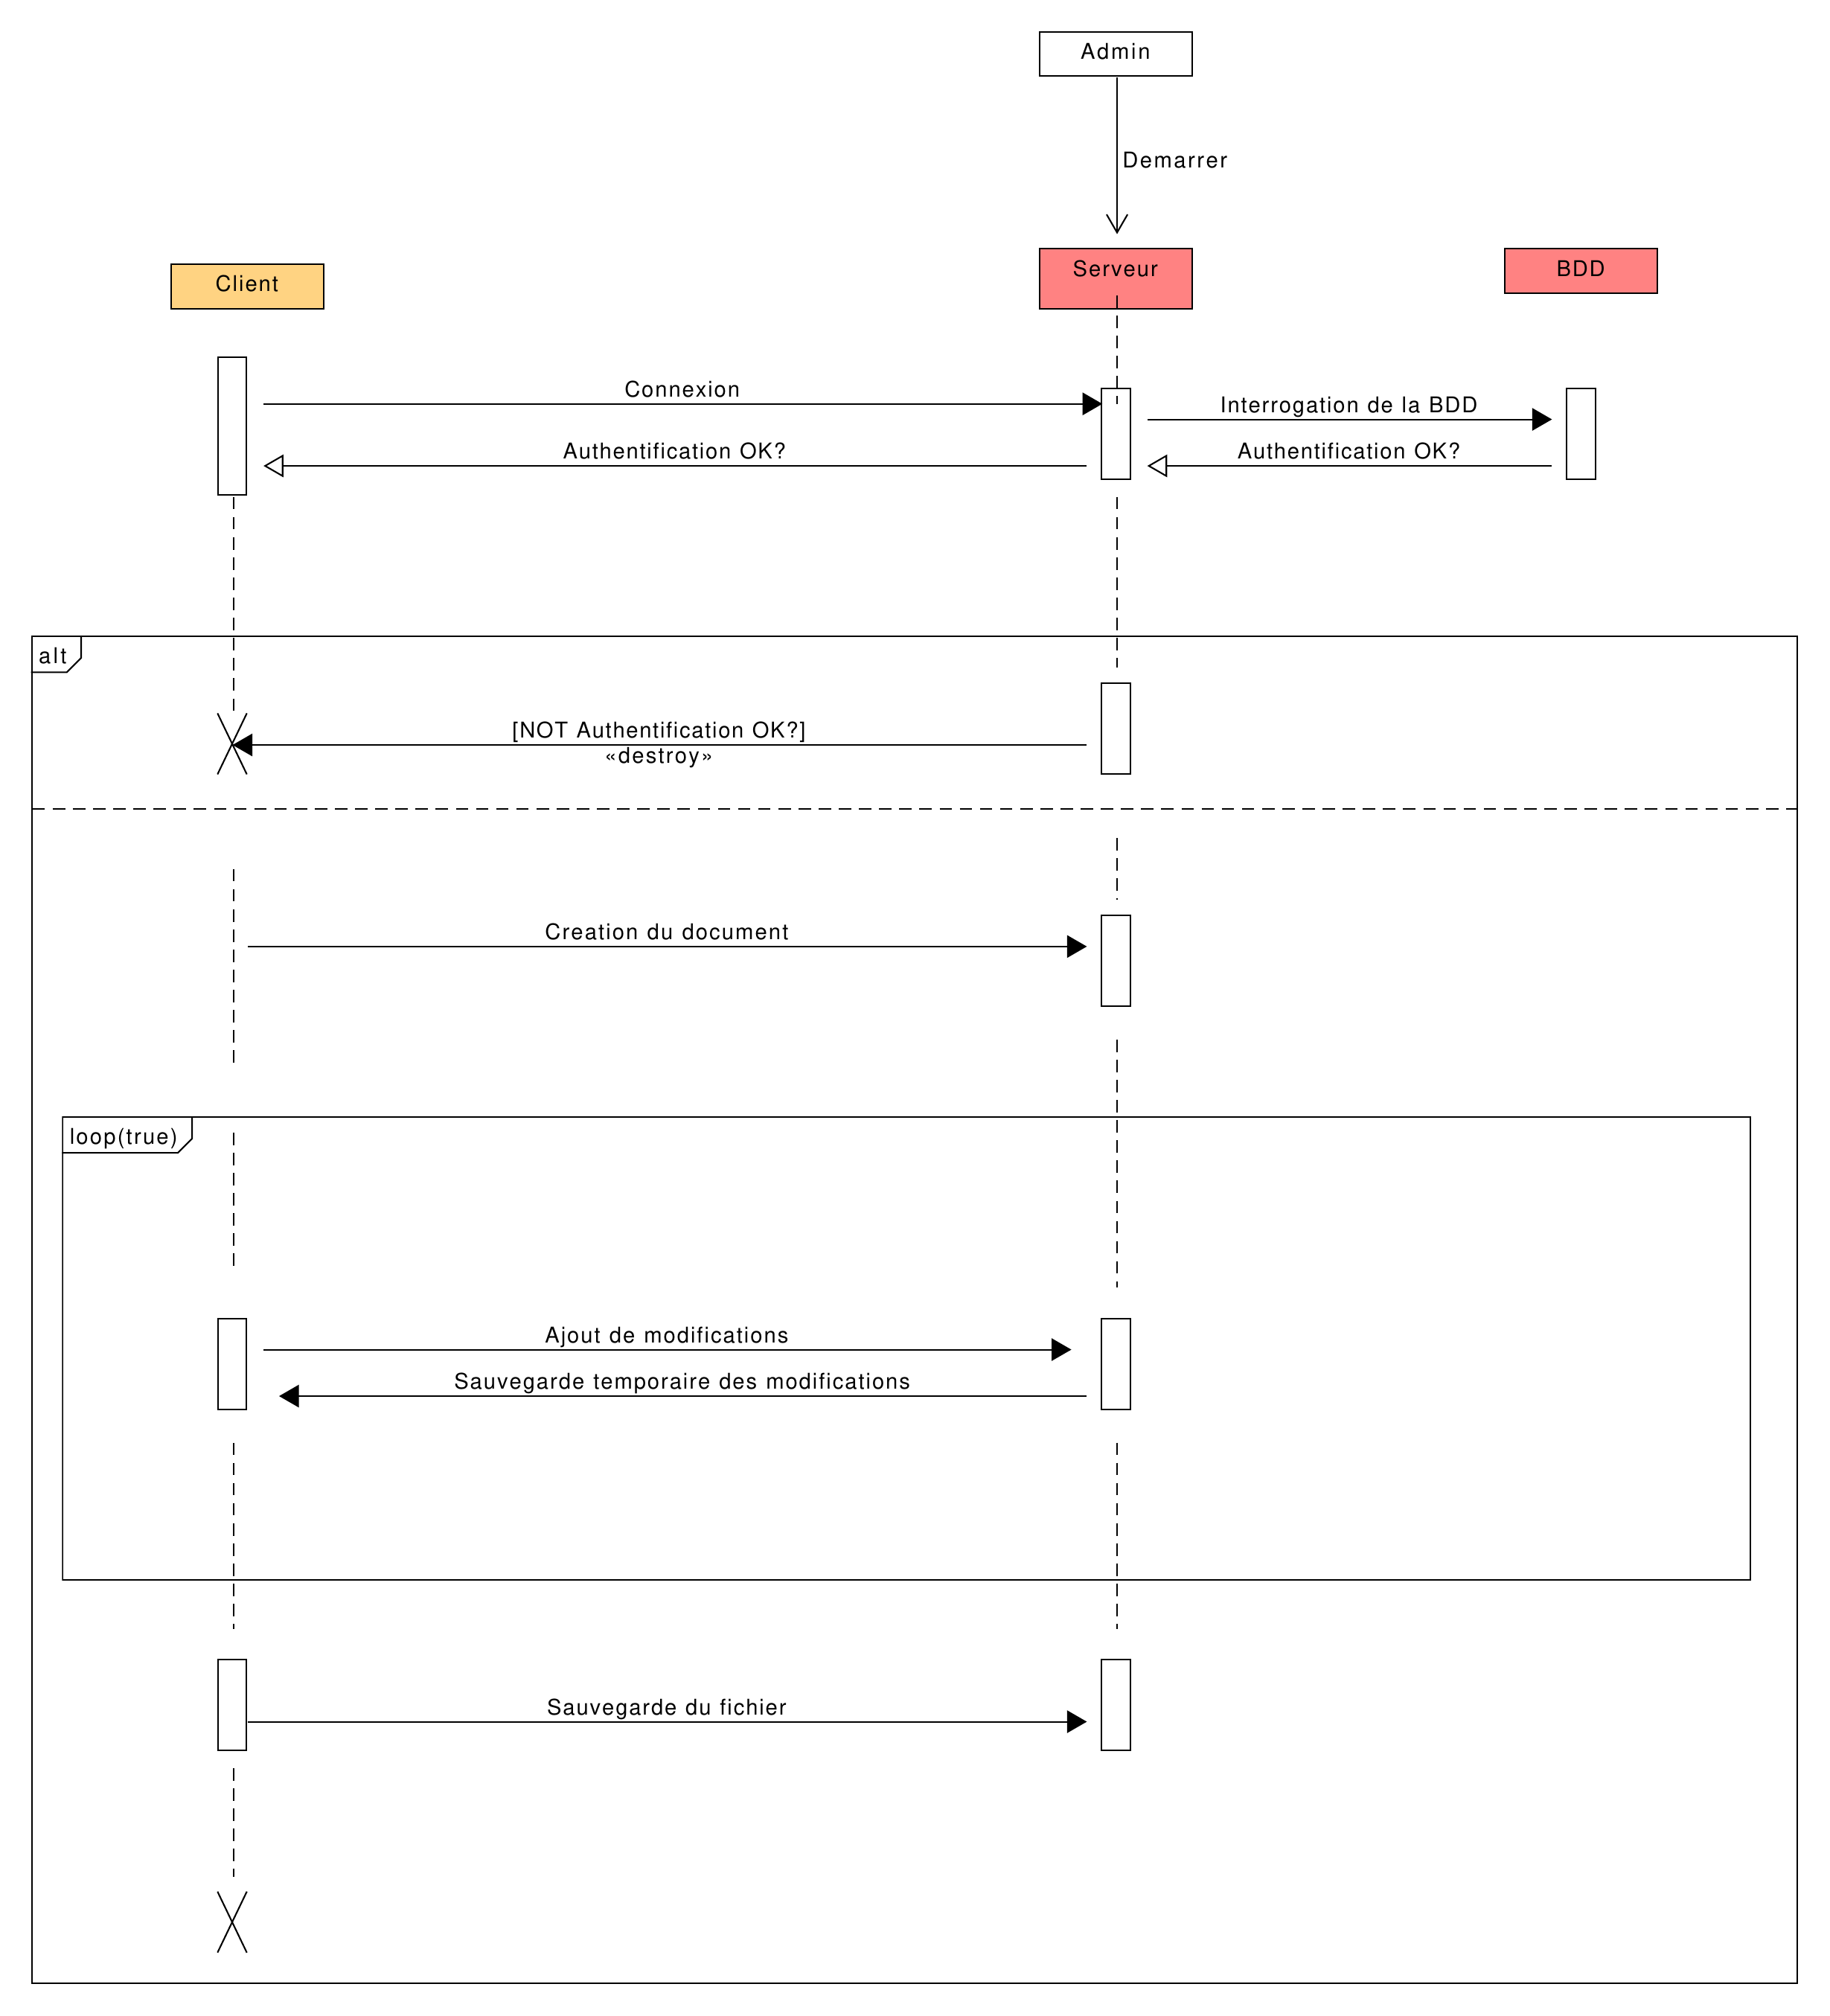 Admin
Demarrer
Client
Serveur
BDD
Connexion
Interrogation de la BDD
Authentification OK?
Authentification OK?
alt
[NOT Authentification OK?]
«destroy»
Creation du document
loop(true)
Ajout de modifications
Sauvegarde temporaire des modifications
Sauvegarde du fichier